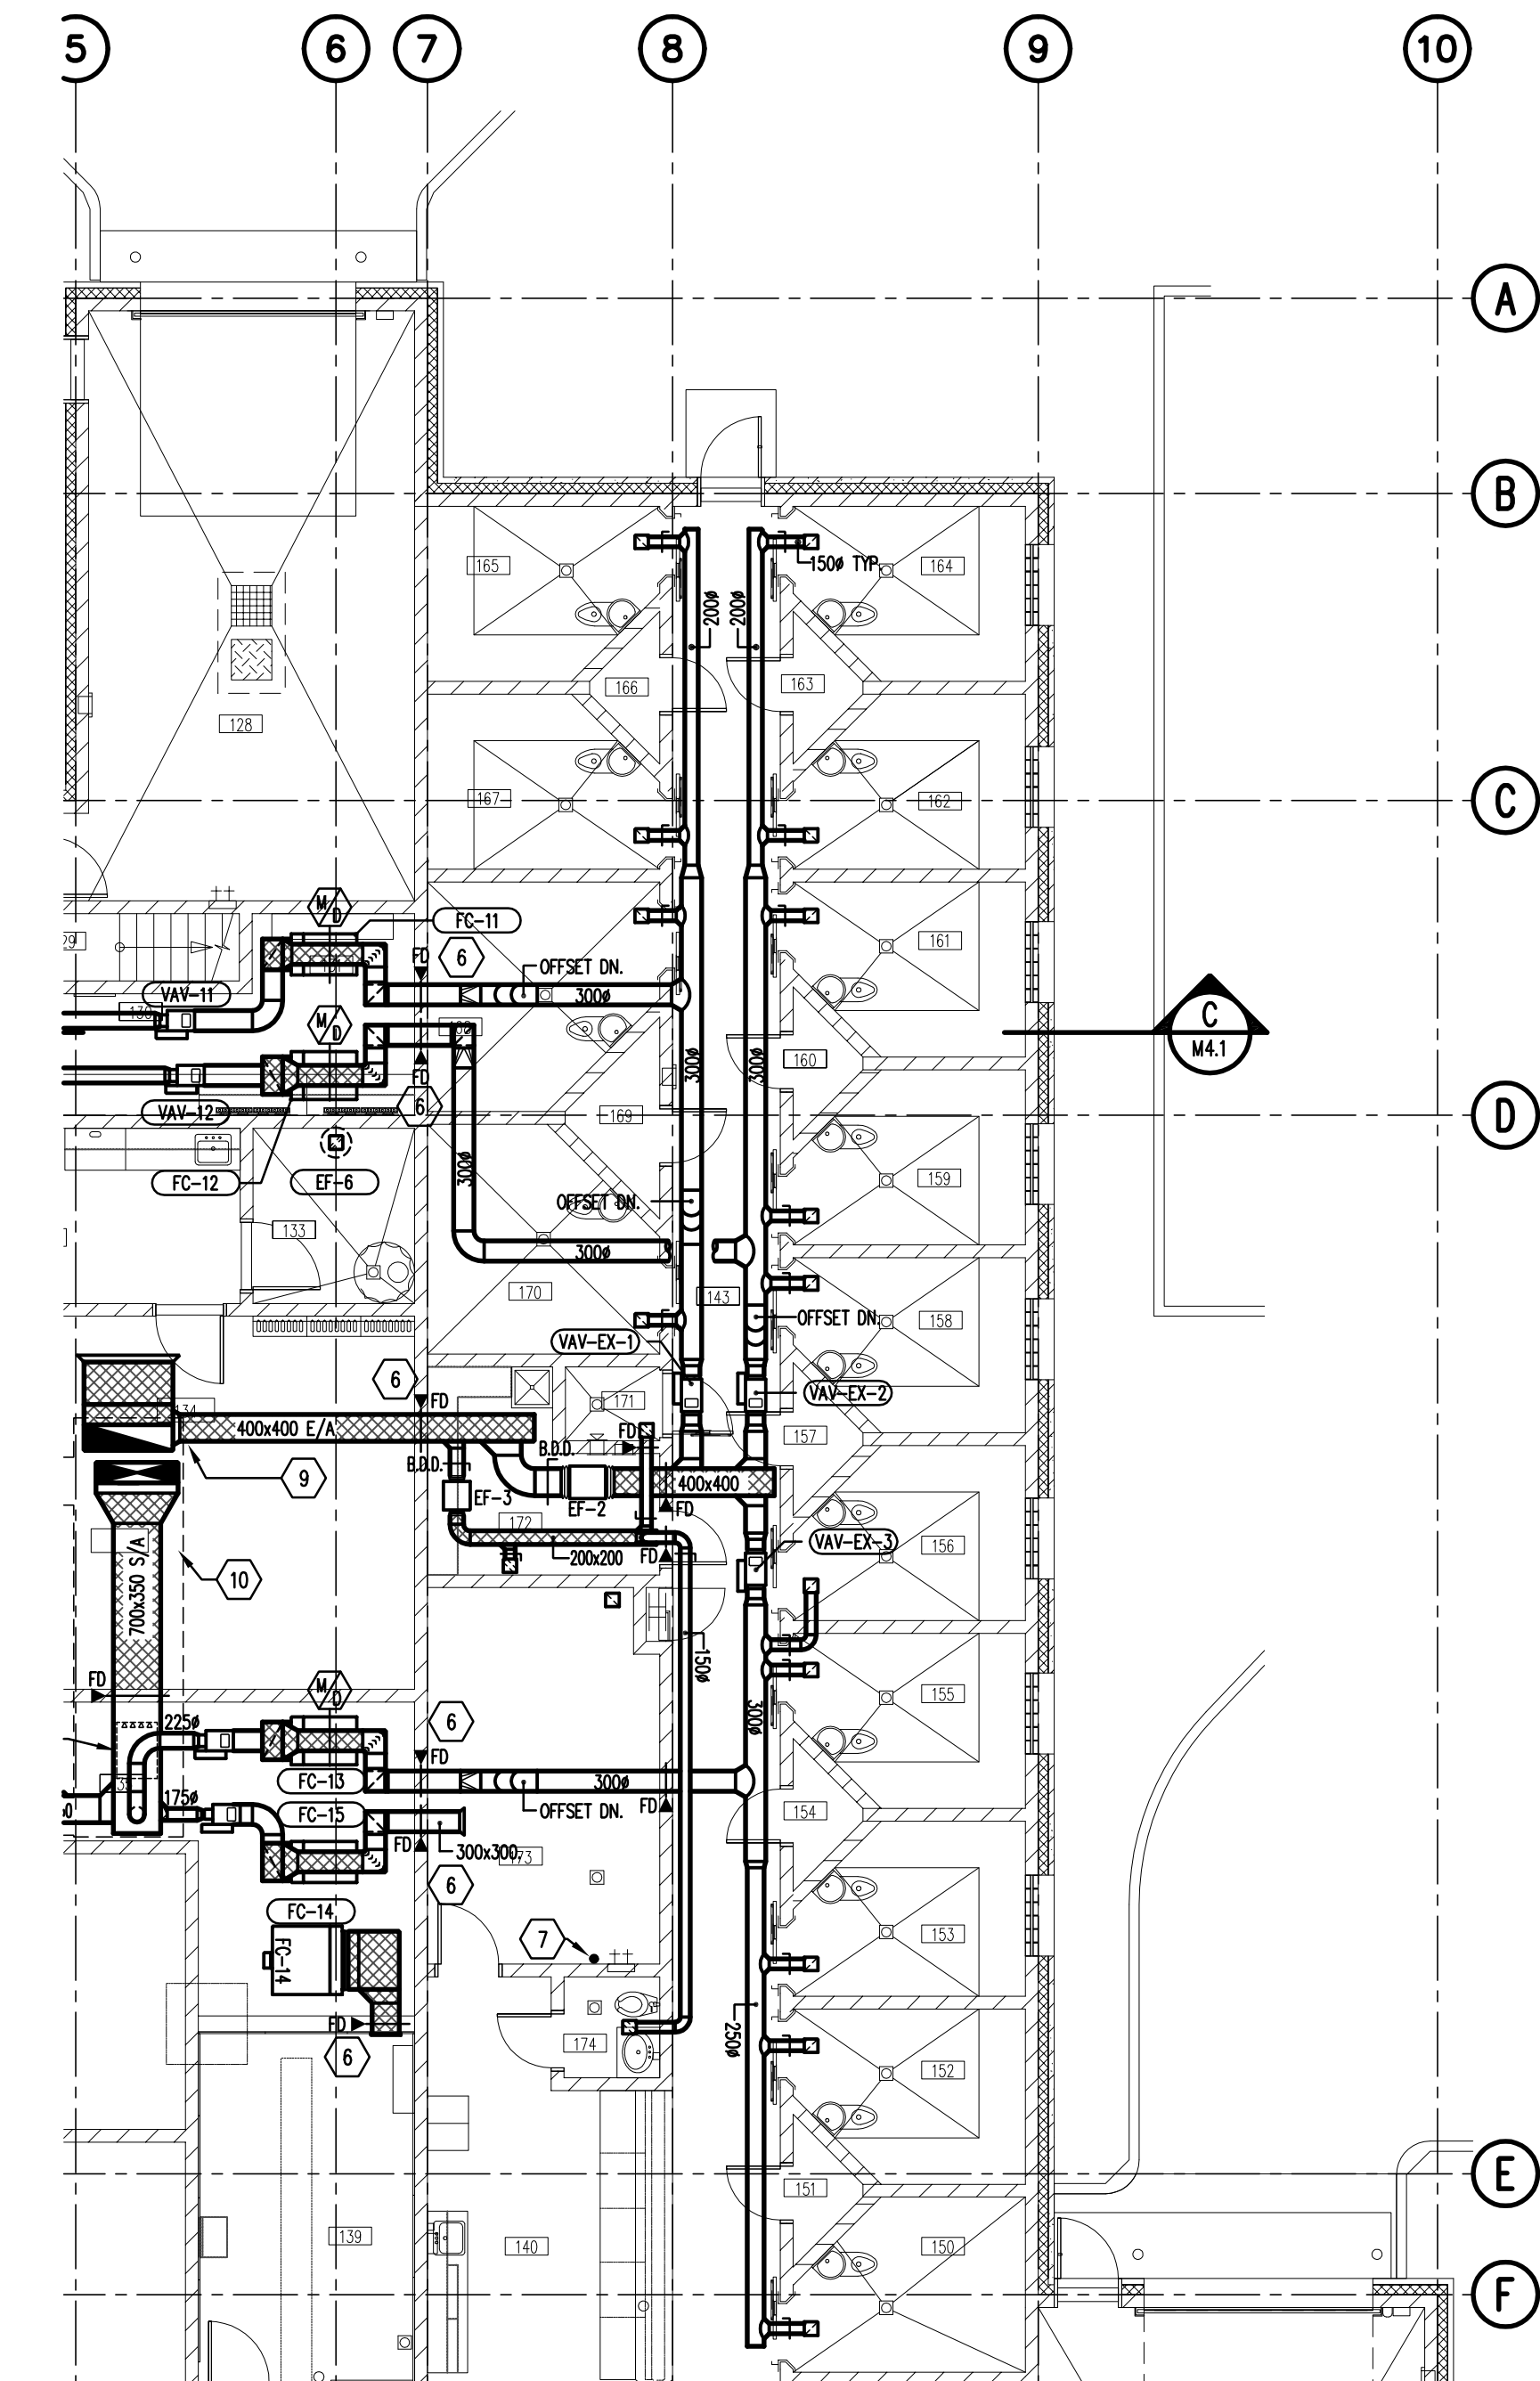 5 6 7 8 9 10
A
B
165
150ø TYP.
164
200ø
200ø
166
163
128
C
167
162
M/D
FC-11
161
FD
6
OFFSET DN.
VAV-11
300ø
130
M/D
168
C
M4.1
300ø
300ø
160
FD
VAV-12
6
169
D
FC-12
EF-6
300ø
159
OFFSET DN.
133
300ø
170
143
OFFSET DN.
158
VAV-EX-1
6
FD
VAV-EX-2
134
171
400x400 E/A
FD
157
B.D.D.
B.D.D.
9
400x400
EF-3
EF-2
FD
172
VAV-EX-3
200x200
FD
156
10
700x350 S/A
150ø
FD
M/D
155
225ø
6
300ø
FD
FC-13
300ø
175ø
FC-15
OFFSET DN.
FD
154
FD
300x300
173
6
FC-14
7
153
FC-14
250ø
FD
174
6
152
E
151
139
140
150
F